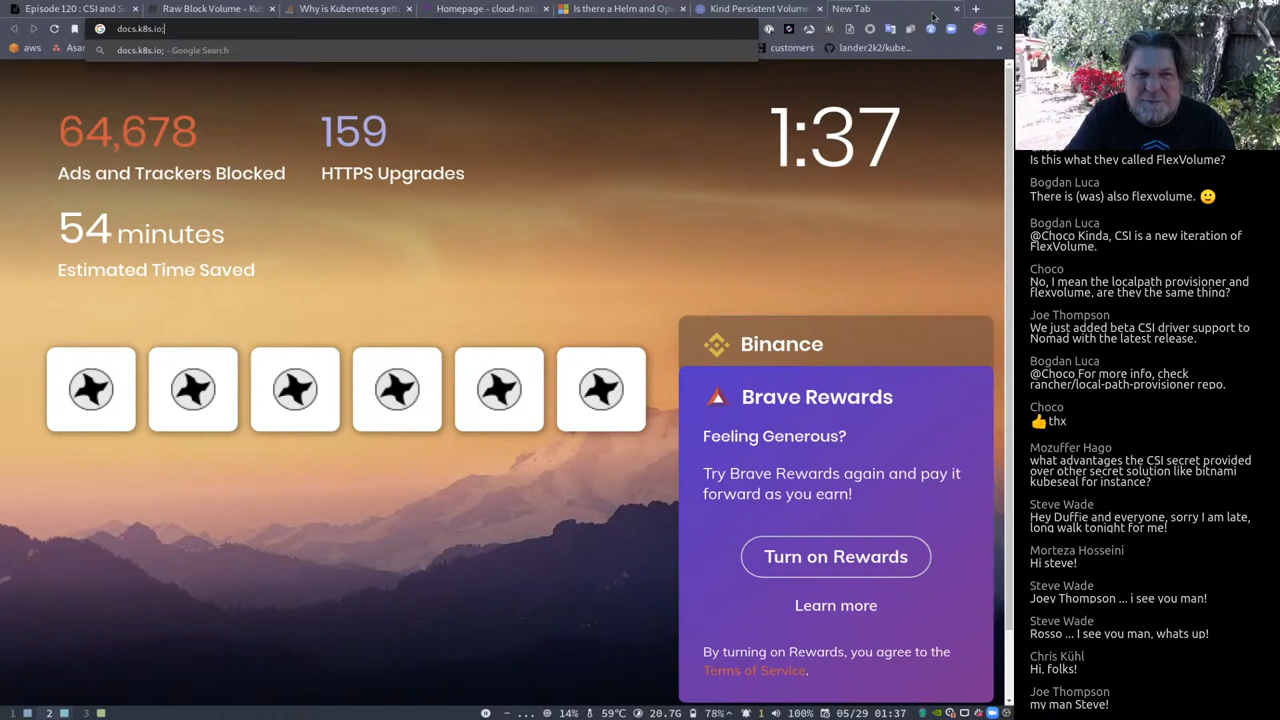 Episode 120 : CSI and S
Raw Block Volume - Kub
Why is Kubernetes gett
Homepage - cloud-nat
Is there a Helm and Op
Kind Persistent Volume
New Tab
docs.k8s.io;
docs.k8s.io; - Google Search
aws
Asan
customers
lander2k2/kube...
64,678
Ads and Trackers Blocked
159
HTTPS Upgrades
1:37
54 minutes
Estimated Time Saved
Binance
Brave Rewards
Feeling Generous?
Try Brave Rewards again and pay it
forward as you earn!
Turn on Rewards
Learn more
By turning on Rewards, you agree to the
Terms of Service.
Is this what they called FlexVolume?
Bogdan Luca
There is (was) also flexvolume. 🙂
Bogdan Luca
@Choco Kinda, CSI is a new iteration of
FlexVolume.
Choco
No, I mean the localpath provisioner and
flexvolume, are they the same thing?
Joe Thompson
We just added beta CSI driver support to
Nomad with the latest release.
Bogdan Luca
@Choco For more info, check
rancher/local-path-provisioner repo.
Choco
👍thx
Mozuffer Hago
what advantages the CSI secret provided
over other secret solution like bitnami
kubeseal for instance?
Steve Wade
Hey Duffie and everyone, sorry I am late,
long walk tonight for me!
Morteza Hosseini
Hi steve!
Steve Wade
Joey Thompson ... i see you man!
Steve Wade
Rosso ... I see you man, whats up!
Chris Kühl
Hi, folks!
Joe Thompson
my man Steve!
1 2 3 – ... 14% 59℃ 20.7G 78% 1 100% 05/29 01:37